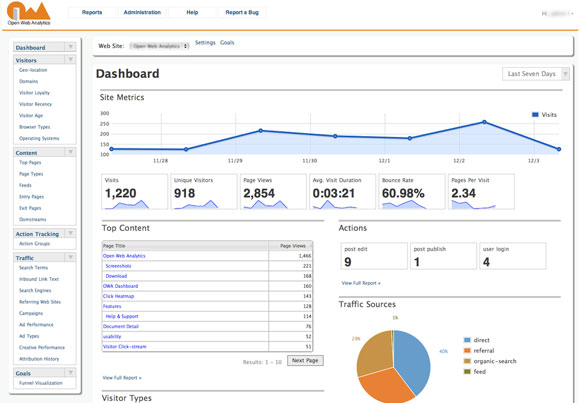 OWA
Open Web Analytics
Reports Administration Help Report a Bug
Hi,
Web Site: Open Web Analytics Settings Goals
Dashboard
Visitors
Geo-location
Domains
Visitor Loyalty
Visitor Recency
Visitor Age
Browser Types
Operating Systems
Content
Top Pages
Page Types
Feeds
Entry Pages
Exit Pages
Domstreams
Action Tracking
Action Groups
Traffic
Search Terms
Inbound Link Text
Search Engines
Referring Web Sites
Campaigns
Ad Performance
Ad Types
Creative Performance
Attribution History
Goals
Funnel Visualization
Dashboard
Last Seven Days
Site Metrics
Visits
300
250
200
150
100
11/28 11/29 11/30 12/1 12/2 12/3
Visits Unique Visitors Page Views Avg. Visit Duration Bounce Rate Pages Per Visit
1,220 918 2,854 0:03:21 60.98% 2.34
Top Content
Page Title Page Views
Open Web Analytics 1,466
Screenshots 221
Download 168
OWA Dashboard 160
Click Heatmap 143
Features 128
Help & Support 114
Document Detail 76
usability 52
Visitor Click-stream 51
Results: 1 - 10 Next Page
View Full Report »
Visitor Types
Actions
post edit post publish user login
9 1 4
View Full Report »
Traffic Sources
40%
direct
referral
organic-search
feed